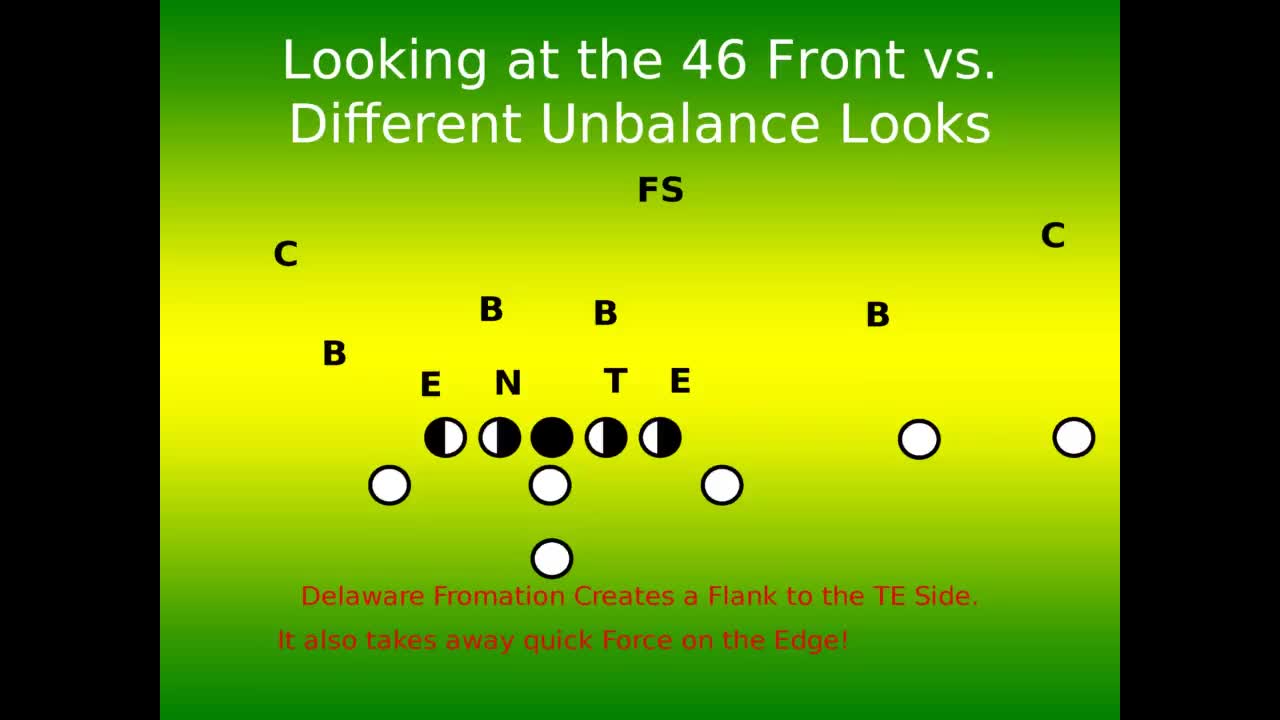 Looking at the 46 Front vs.
Different Unbalance Looks
FS
C
C
B
B
B
B
E N T E
Delaware Fromation Creates a Flank to the TE Side.
It also takes away quick Force on the Edge!